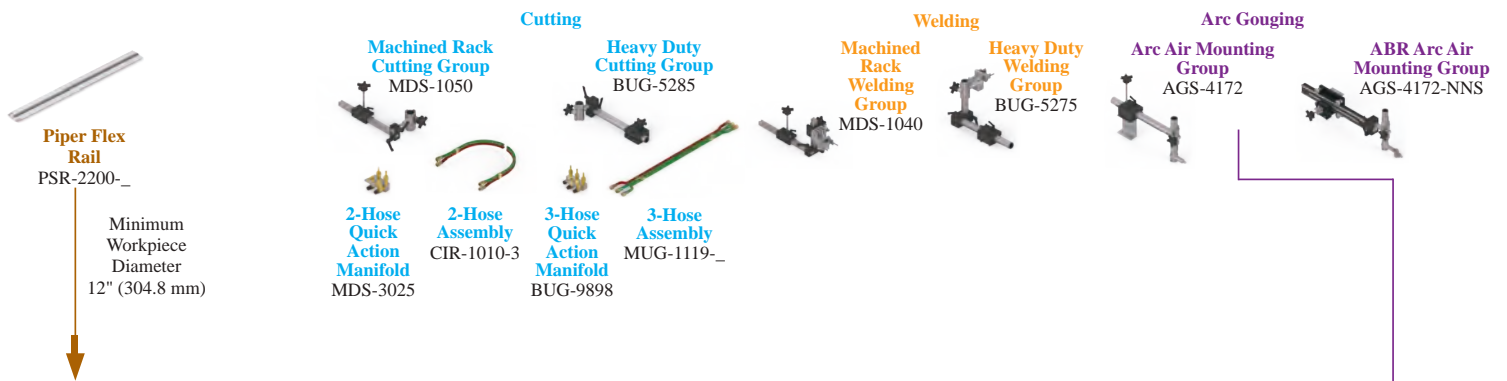 Cutting
Welding
Arc Gouging
Machined Rack
Cutting Group
MDS-1050
Heavy Duty
Cutting Group
BUG-5285
Machined
Rack
Welding
Group
MDS-1040
Heavy Duty
Welding
Group
BUG-5275
Arc Air Mounting
Group
AGS-4172
ABR Arc Air
Mounting Group
AGS-4172-NNS
Piper Flex
Rail
PSR-2200-_
Minimum
Workpiece
Diameter
12" (304.8 mm)
2-Hose
Quick
Action
Manifold
MDS-3025
2-Hose
Assembly
CIR-1010-3
3-Hose
Quick
Action
Manifold
BUG-9898
3-Hose
Assembly
MUG-1119-_